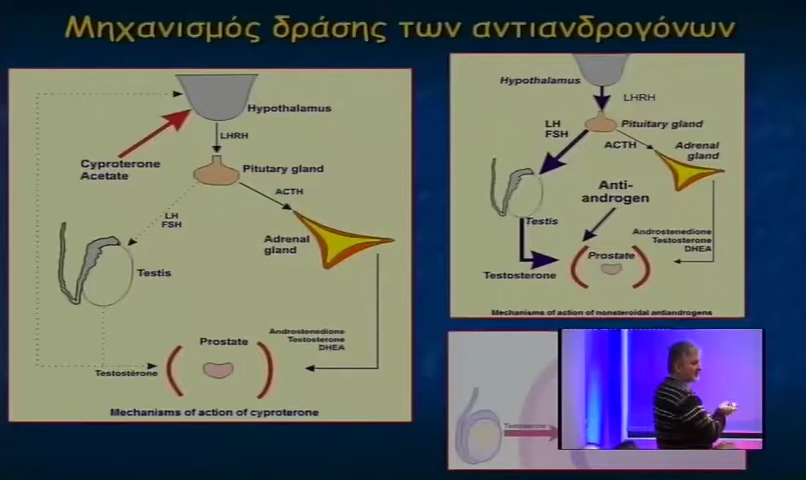 Μηχανισμός δράσης των αντιανδρογόνων
Hypothalamus
LHRH
Cyproterone
Acetate
Pitutary gland
ACTH
LH
FSH
Adrenal
gland
Testis
Prostate
Androstenedione
Testosterone
DHEA
Testosterone
Mechanisms of action of cyproterone
Hypothalamus
LHRH
LH
FSH
Pituitary gland
ACTH
Adrenal
gland
Anti-
androgen
Testis
Androstenedione
Testosterone
DHEA
Prostate
Testosterone
Mechanisms of action of nonsteroidal antiandrogens
Testosterone